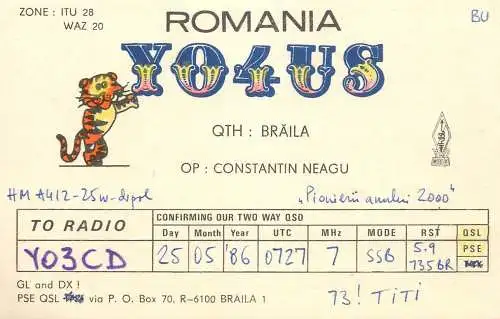 ZONE : ITU 28
WAZ 20
ROMANIA
BU
YO4US
QTH : BRĂILA
OP : CONSTANTIN NEAGU
HM A412-25W-dipol
„Pionierii anului 2000"
TO RADIO
CONFIRMING OUR TWO WAY QSO
Day Month Year UTC MHz MODE RST QSL
YO3CD 25 05 '86 0727 7 SSB 5.9 PSE
735BR
GL and DX !
PSE QSL via P. O. Box 70, R-6100 BRAILA 1
73! TiTi